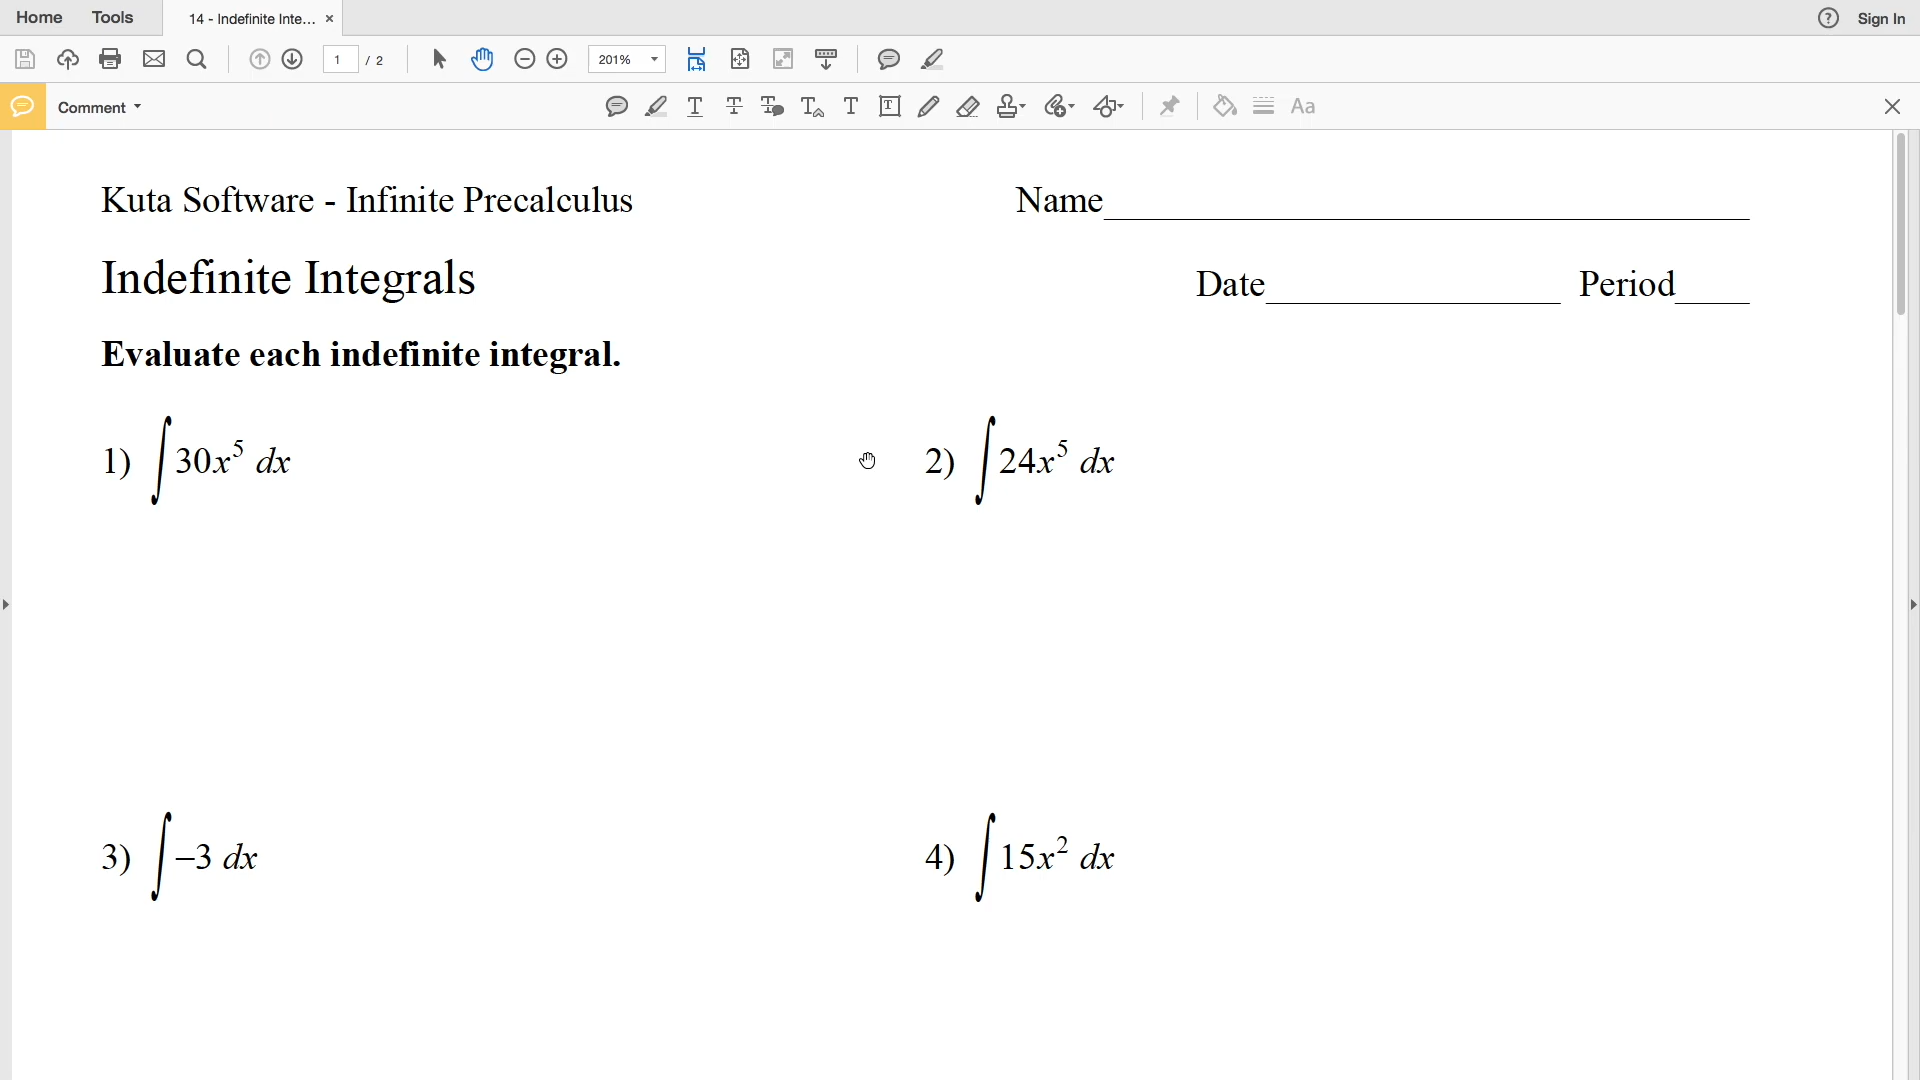 Home Tools 14 - Indefinite Inte... × ? Sign In
1 / 2 201%
Comment T T T T T T Aa
Kuta Software - Infinite Precalculus Name
Indefinite Integrals Date Period
Evaluate each indefinite integral.
1) ∫30x⁵ dx 2) ∫24x⁵ dx
3) ∫−3 dx 4) ∫15x² dx